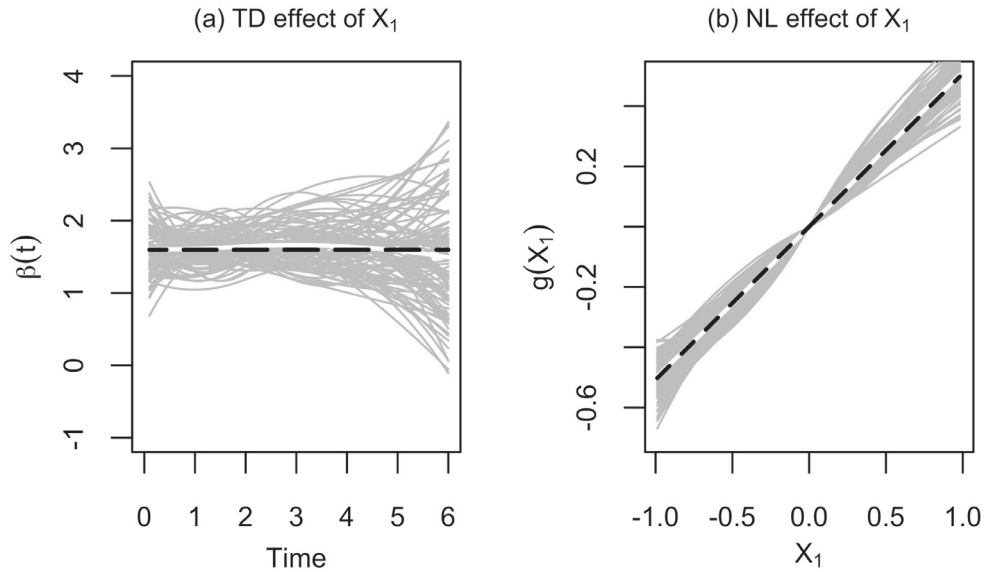 (a) TD effect of X₁
4
3
2
1
0
-1
β(t)
0 1 2 3 4 5 6
Time
(b) NL effect of X₁
0.2
-0.2
-0.6
g(X₁)
-1.0 -0.5 0.0 0.5 1.0
X₁